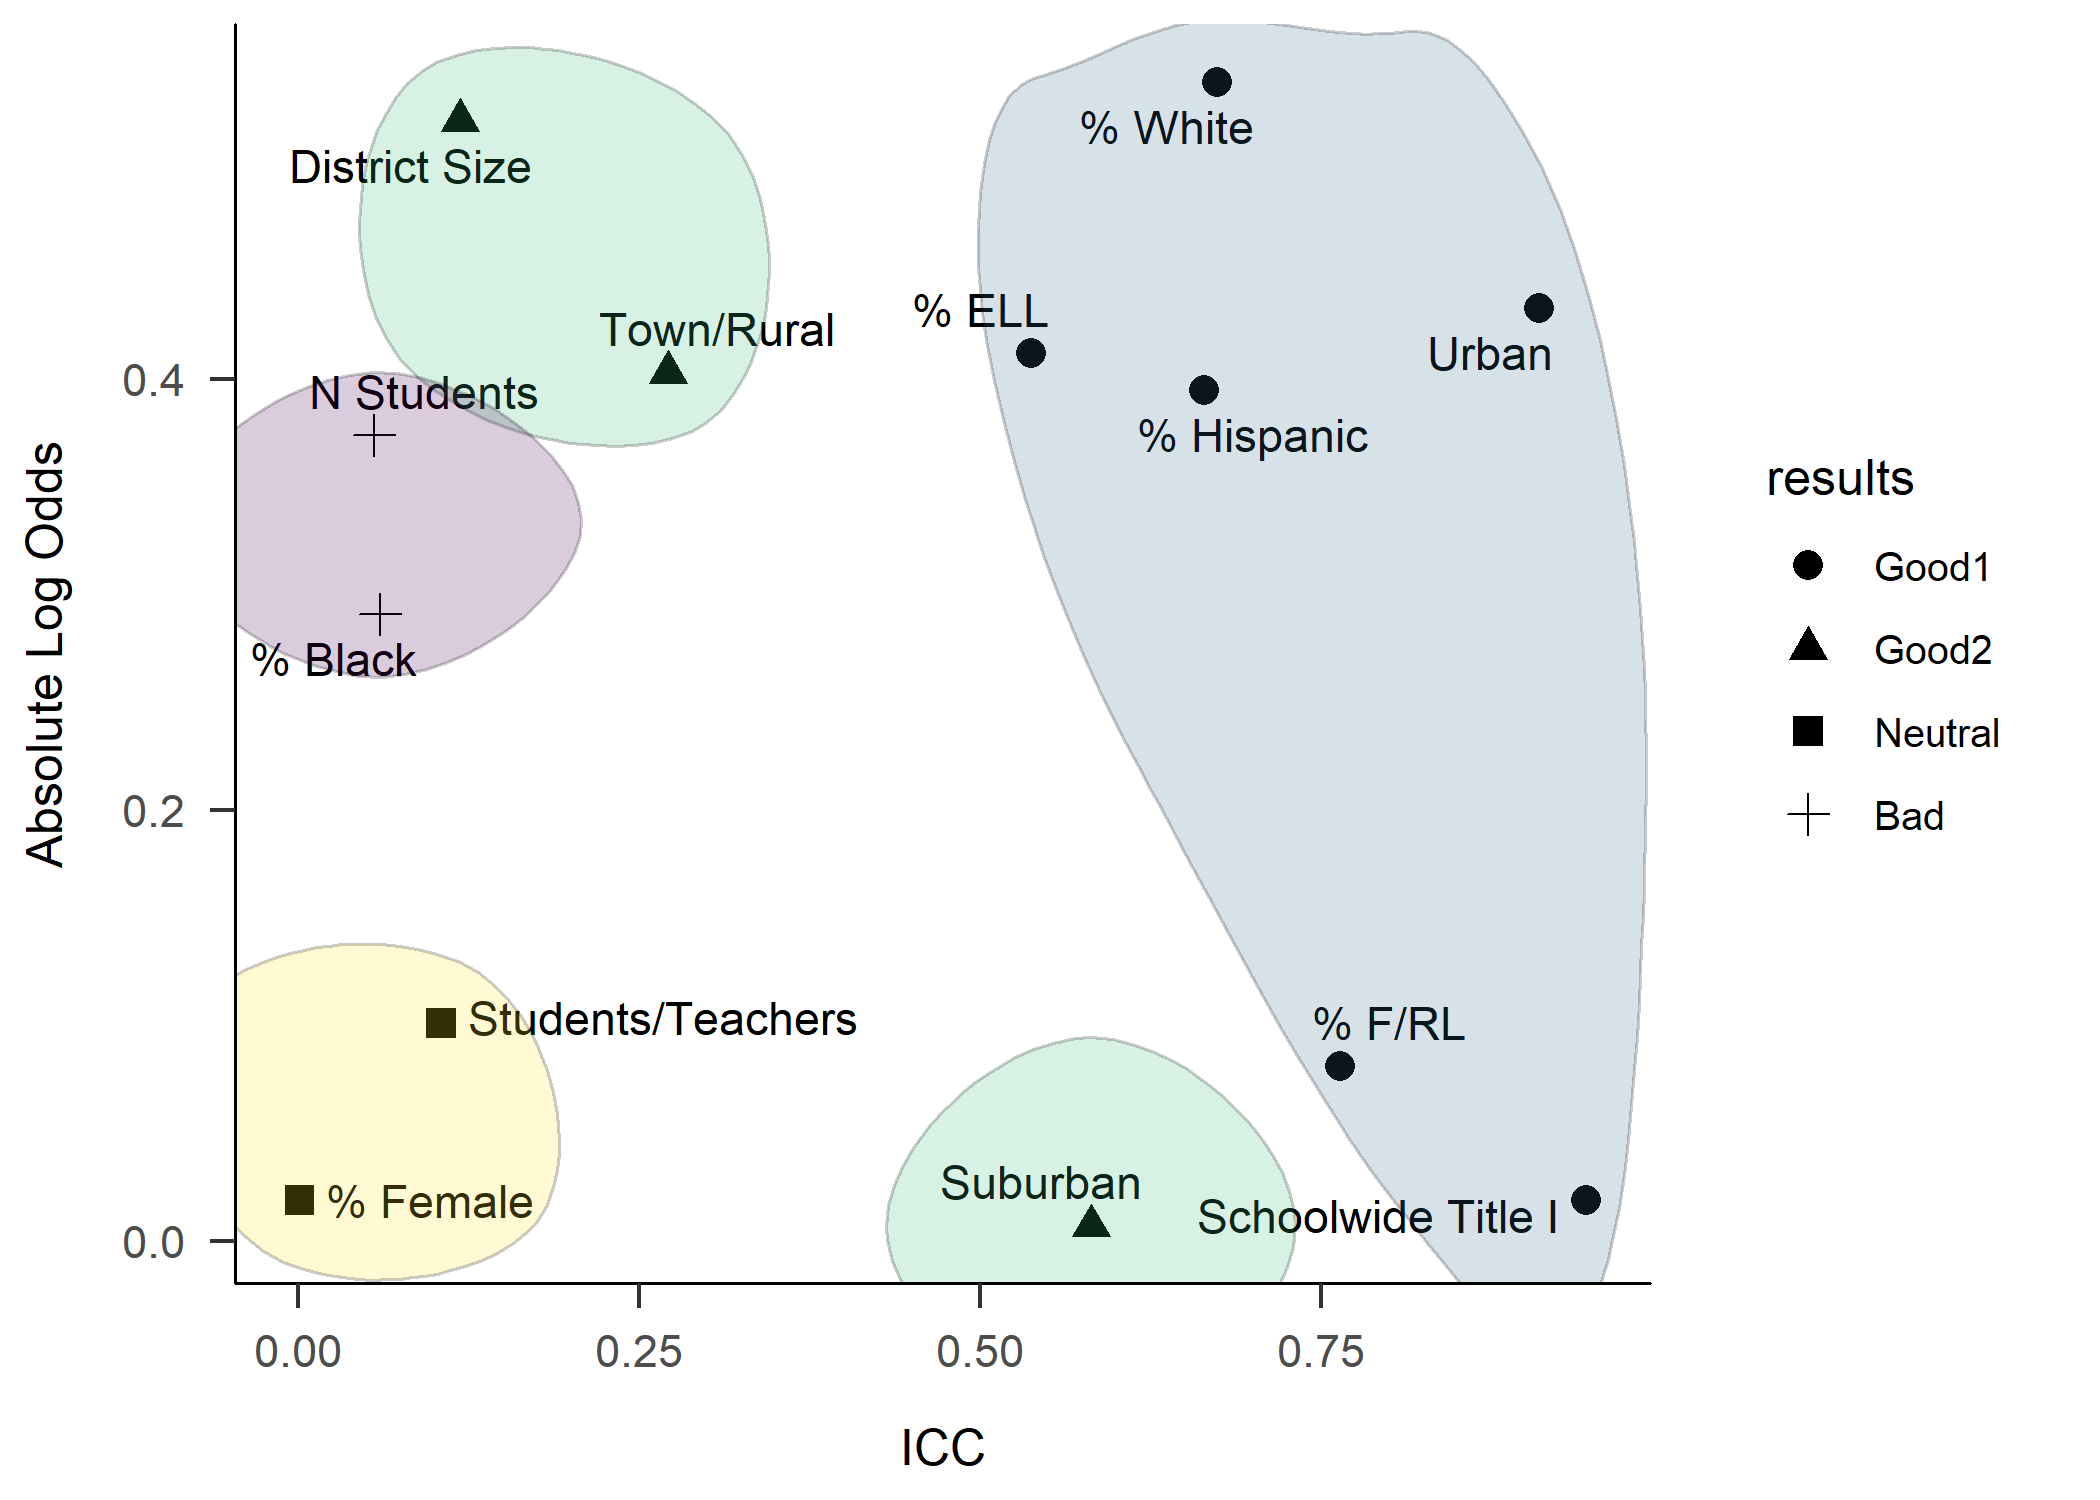 % White
District Size
% ELL
Town/Rural
Urban
N Students
% Hispanic
% Black
Students/Teachers
% F/RL
Suburban
% Female
Schoolwide Title I
0.4
0.2
0.0
Absolute Log Odds
0.00 0.25 0.50 0.75
ICC
results
Good1
Good2
Neutral
Bad